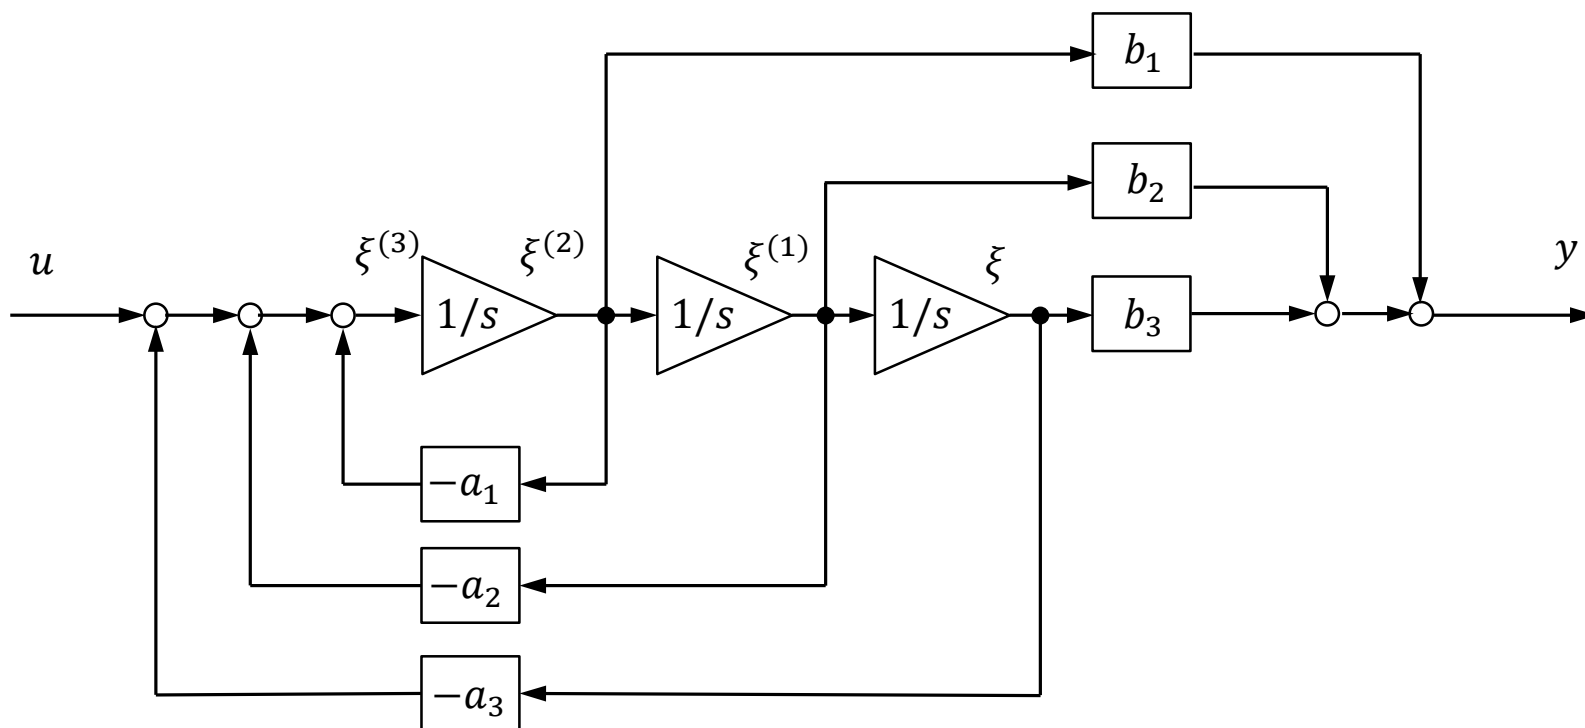 b₁
b₂
u ξ⁽³⁾ 1/s ξ⁽²⁾ 1/s ξ⁽¹⁾ 1/s ξ b₃ y
−a₁
−a₂
−a₃